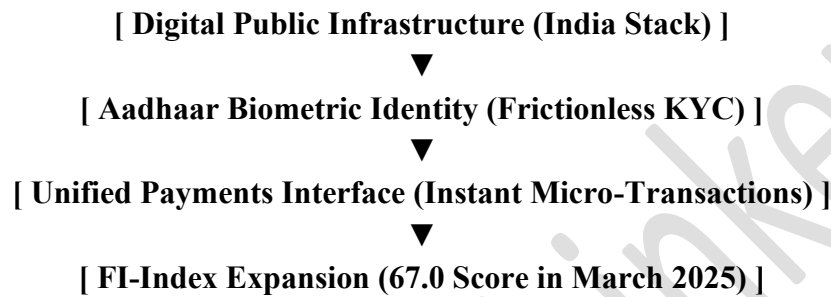 [ Digital Public Infrastructure (India Stack) ]
▼
[ Aadhaar Biometric Identity (Frictionless KYC) ]
▼
[ Unified Payments Interface (Instant Micro-Transactions) ]
▼
[ FI-Index Expansion (67.0 Score in March 2025) ]